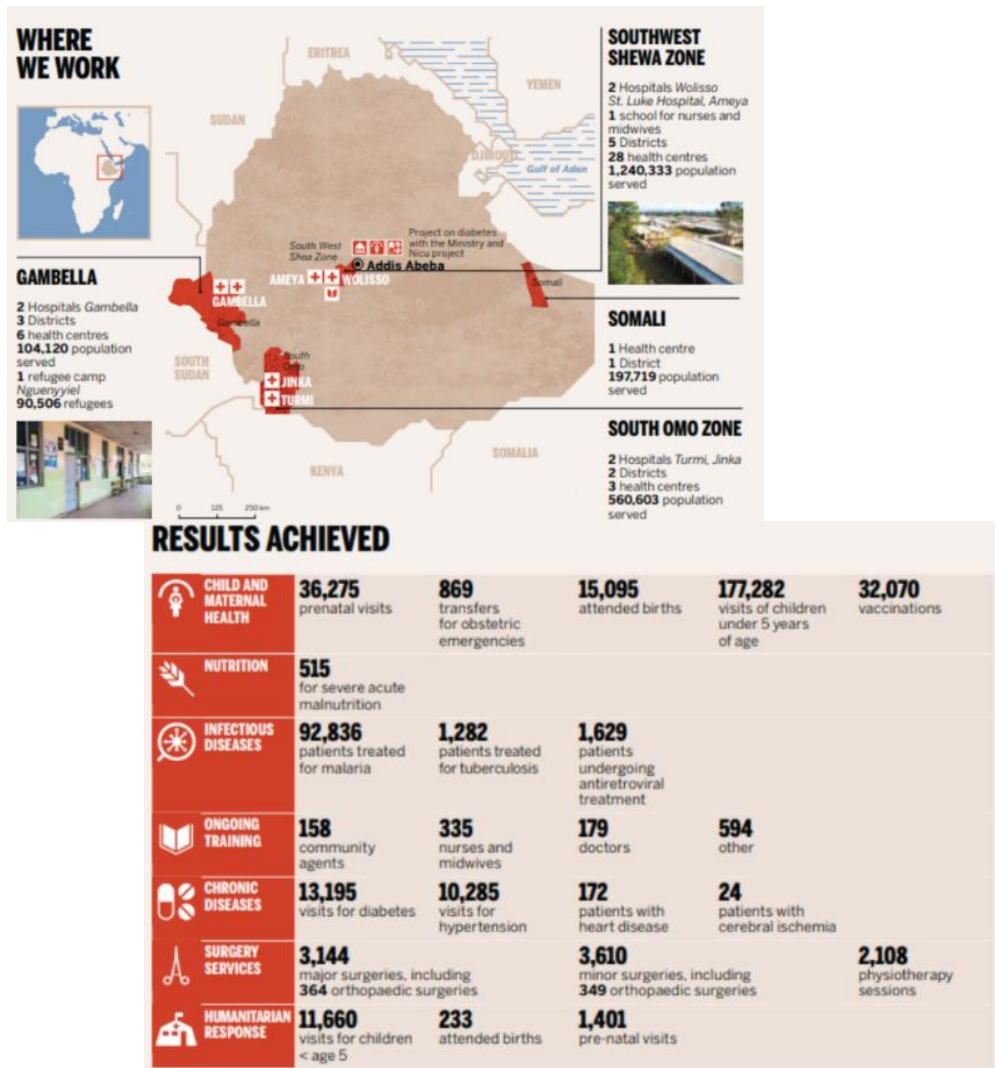 WHERE
WE WORK
ERITREA
YEMEN
SUDAN
DJIBOUTI
Gulf of Aden
SOUTHWEST
SHEWA ZONE
2 Hospitals Wolisso
St. Luke Hospital, Ameya
1 school for nurses and
midwives
5 Districts
28 health centres
1,240,333 population
served
South West
Shoa Zone
Project on diabetes
with the Ministry and
Nicu project
Addis Abeba
AMEYA
WOLISSO
GAMBELLA
2 Hospitals Gambella
3 Districts
6 health centres
104,120 population
served
1 refugee camp
Nguenyyiel
90,506 refugees
GAMBELLA
Gambella
Somali
SOUTH
SUDAN
South
Omo
JINKA
TURMI
SOMALI
1 Health centre
1 District
197,719 population
served
SOUTH OMO ZONE
2 Hospitals Turmi, Jinka
2 Districts
3 health centres
560,603 population
served
KENYA
SOMALIA
0 125 250 km
RESULTS ACHIEVED
CHILD AND
MATERNAL
HEALTH
36,275
prenatal visits
869
transfers
for obstetric
emergencies
15,095
attended births
177,282
visits of children
under 5 years
of age
32,070
vaccinations
NUTRITION
515
for severe acute
malnutrition
INFECTIOUS
DISEASES
92,836
patients treated
for malaria
1,282
patients treated
for tuberculosis
1,629
patients
undergoing
antiretroviral
treatment
ONGOING
TRAINING
158
community
agents
335
nurses and
midwives
179
doctors
594
other
CHRONIC
DISEASES
13,195
visits for diabetes
10,285
visits for
hypertension
172
patients with
heart disease
24
patients with
cerebral ischemia
SURGERY
SERVICES
3,144
major surgeries, including
364 orthopaedic surgeries
3,610
minor surgeries, including
349 orthopaedic surgeries
2,108
physiotherapy
sessions
HUMANITARIAN
RESPONSE
11,660
visits for children
< age 5
233
attended births
1,401
pre-natal visits